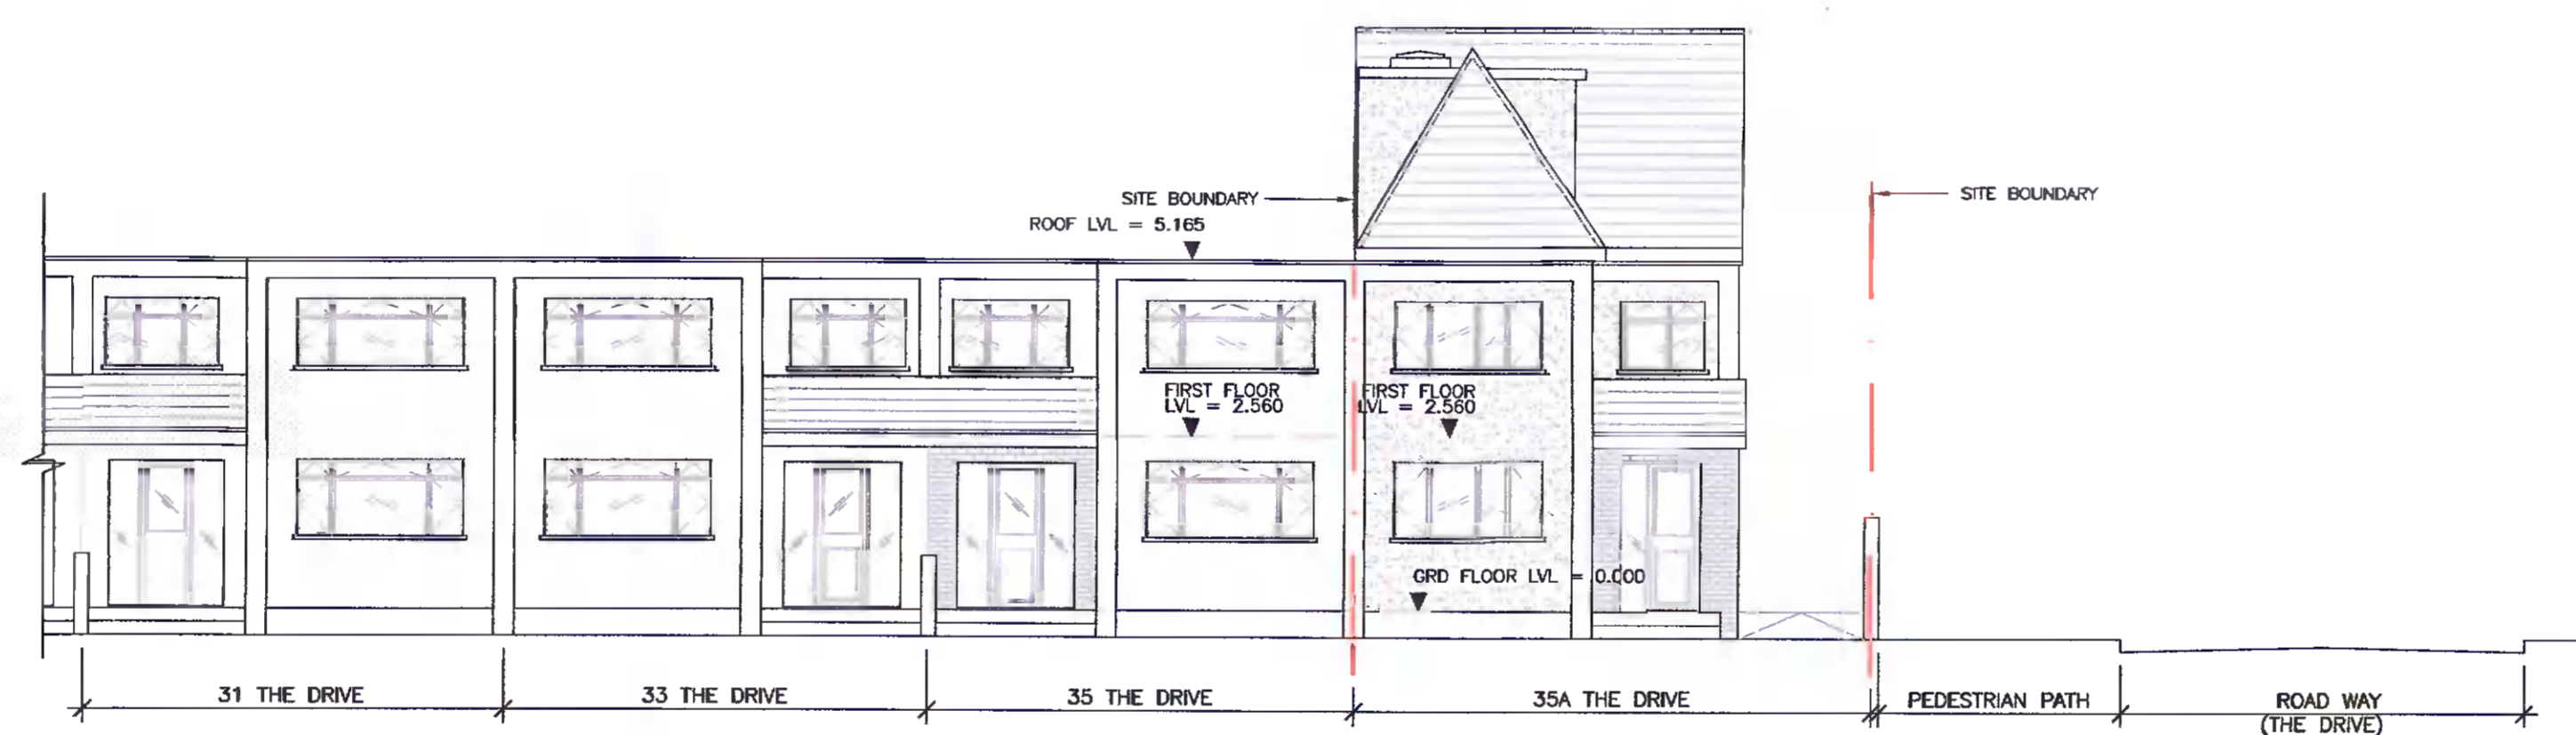 SITE BOUNDARY
SITE BOUNDARY
ROOF LVL = 5.165
FIRST FLOOR
LVL = 2.560
FIRST FLOOR
LVL = 2.560
GRD FLOOR LVL = 0.000
31 THE DRIVE
33 THE DRIVE
35 THE DRIVE
35A THE DRIVE
PEDESTRIAN PATH
ROAD WAY
(THE DRIVE)